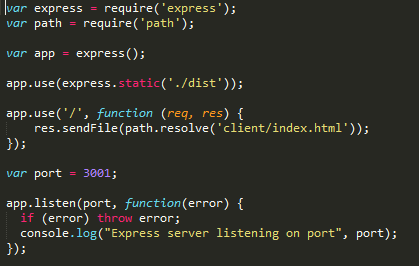 var express = require('express');
var path = require('path');
var app = express();
app.use(express.static('./dist'));
app.use('/', function (req, res) {
    res.sendFile(path.resolve('client/index.html'));
});
var port = 3001;
app.listen(port, function(error) {
  if (error) throw error;
  console.log("Express server listening on port", port);
});